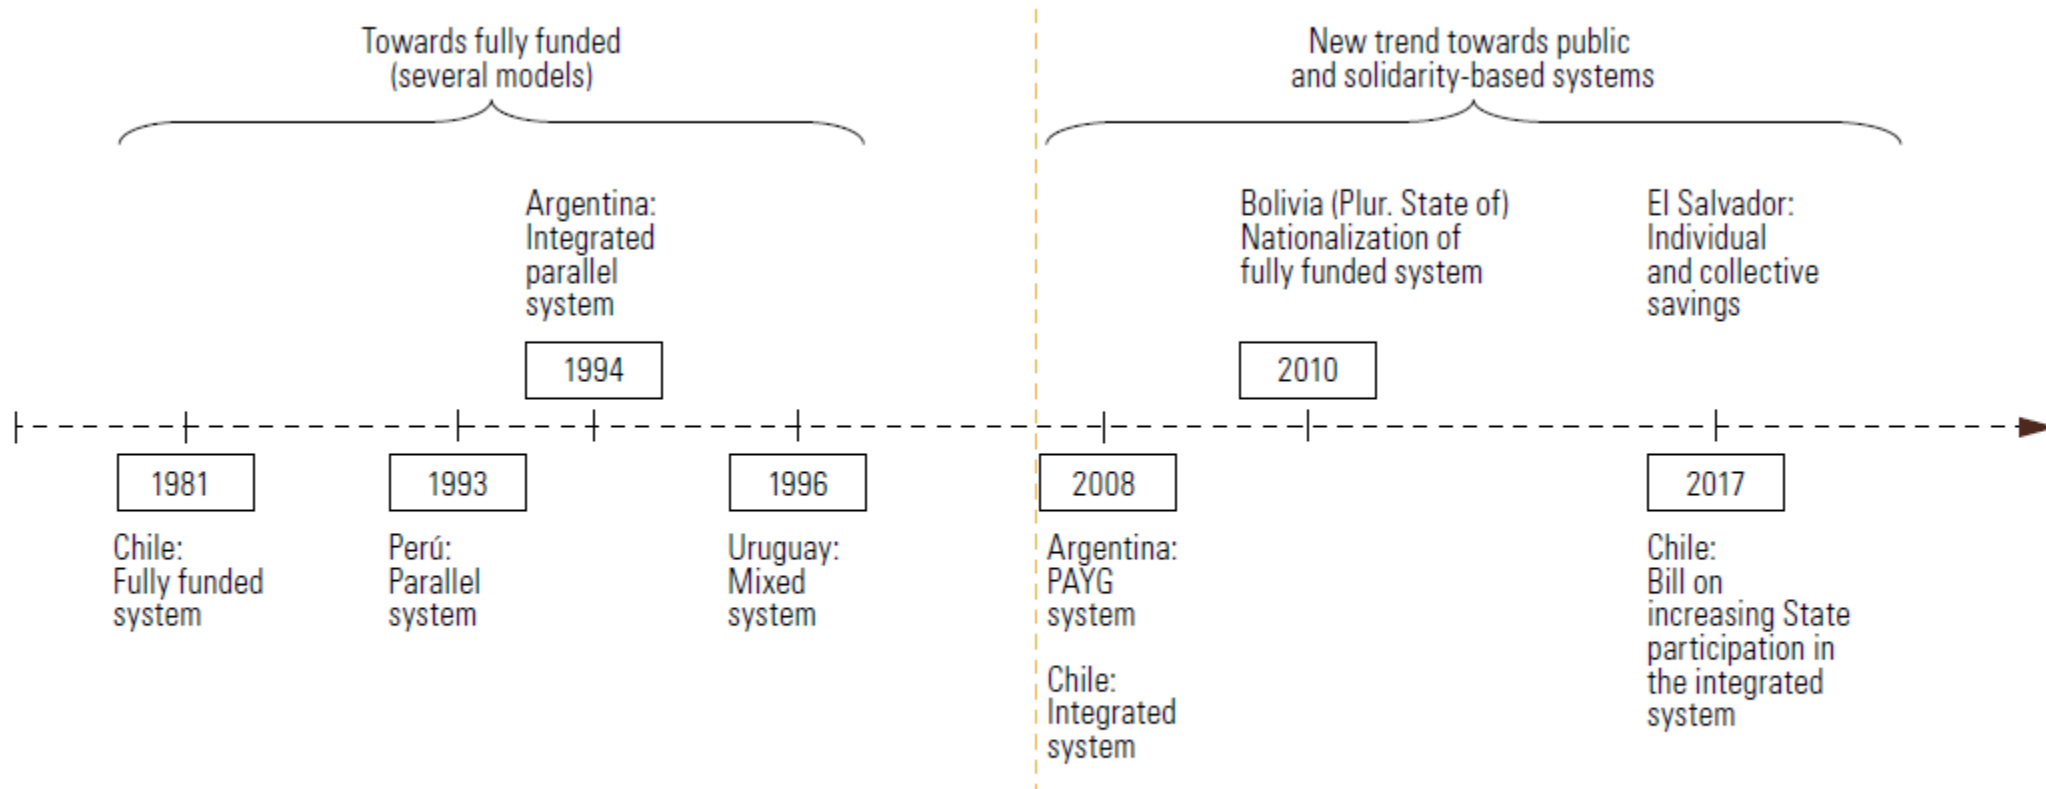 Towards fully funded
(several models)
New trend towards public
and solidarity-based systems
Argentina:
Integrated
parallel
system
Bolivia (Plur. State of)
Nationalization of
fully funded system
El Salvador:
Individual
and collective
savings
1994
2010
1981
1993
1996
2008
2017
Chile:
Fully funded
system
Perú:
Parallel
system
Uruguay:
Mixed
system
Argentina:
PAYG
system
Chile:
Integrated
system
Chile:
Bill on
increasing State
participation in
the integrated
system